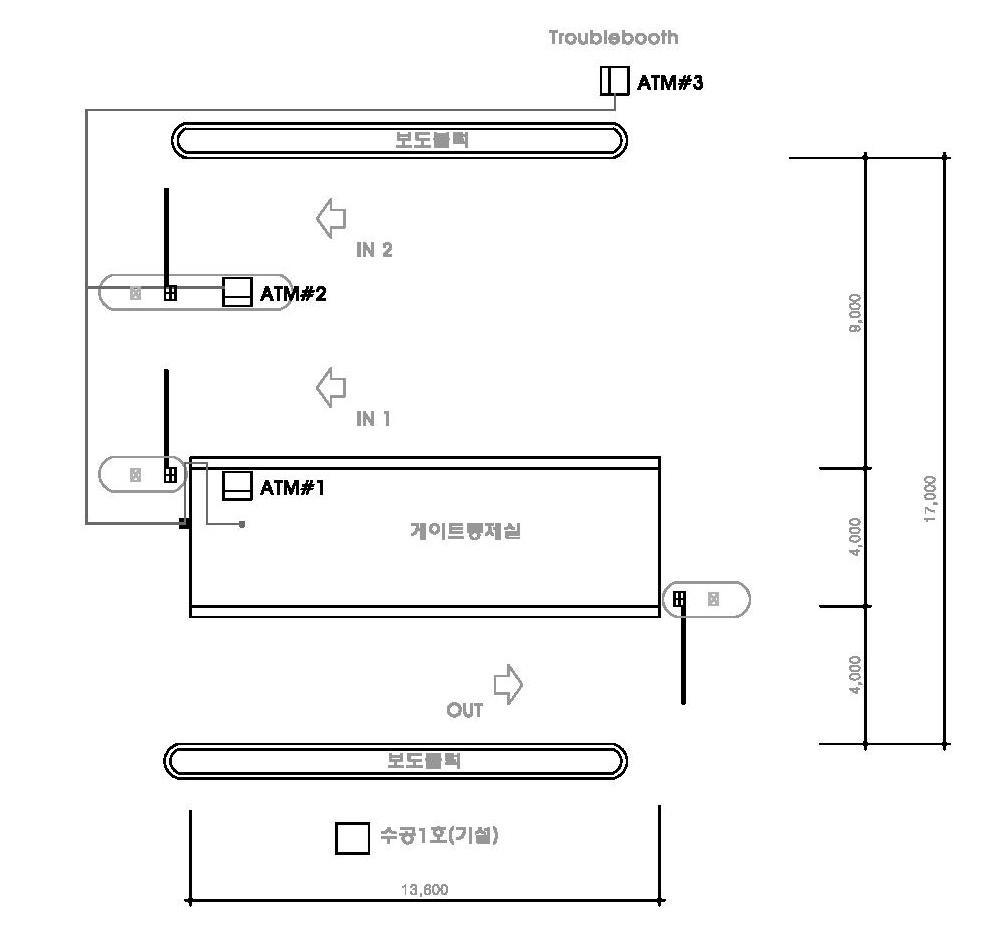 Troublebooth
ATM#3
보도블럭
IN 2
ATM#2
9,000
IN 1
ATM#1
게이트통제실
17,000
4,000
4,000
OUT
보도블럭
수공1호(기설)
13,600